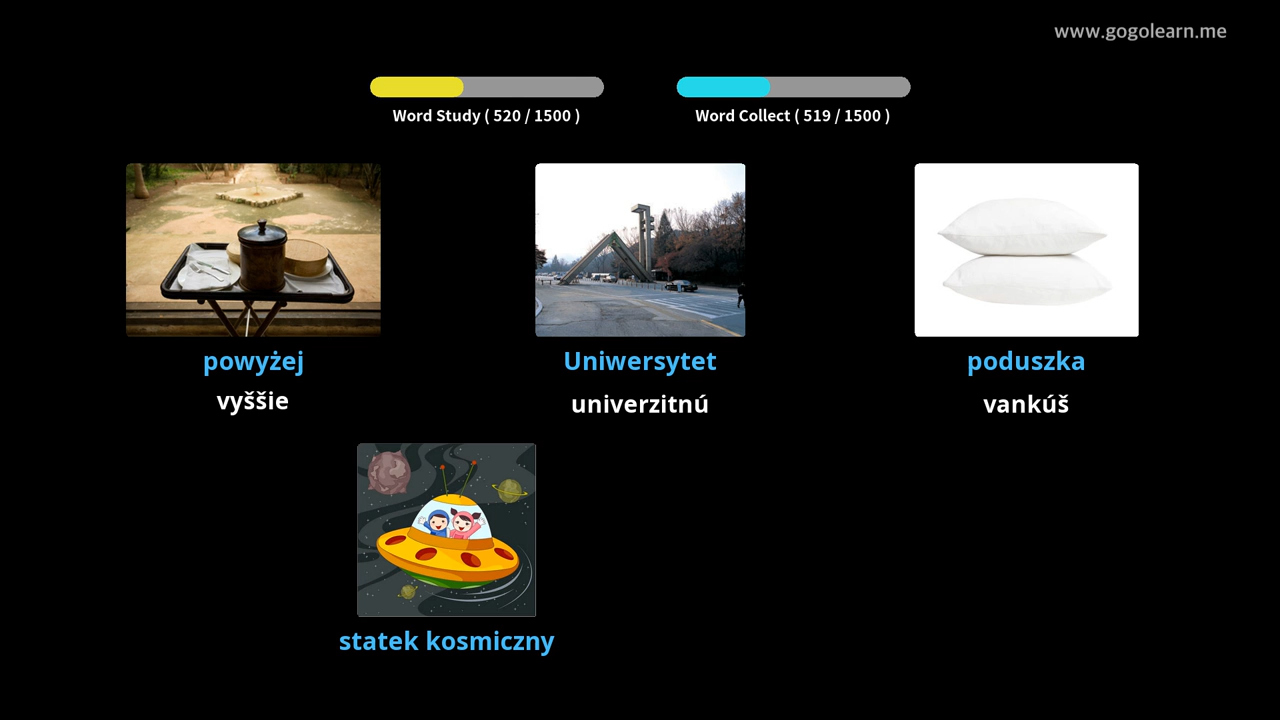 www.gogolearn.me
Word Study ( 520 / 1500 )
Word Collect ( 519 / 1500 )
powyżej
vyššie
Uniwersytet
univerzitnú
poduszka
vankúš
statek kosmiczny